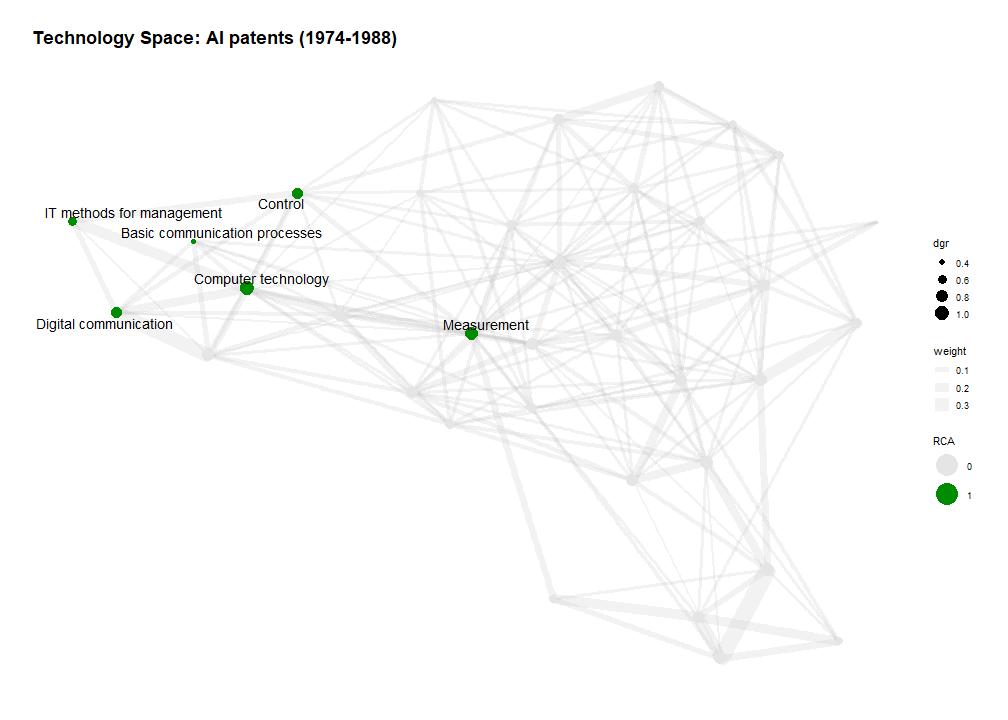 Technology Space: AI patents (1974-1988)
Control
IT methods for management
Basic communication processes
Computer technology
Digital communication
Measurement
dgr
0.4
0.6
0.8
1.0
weight
0.1
0.2
0.3
RCA
0
1